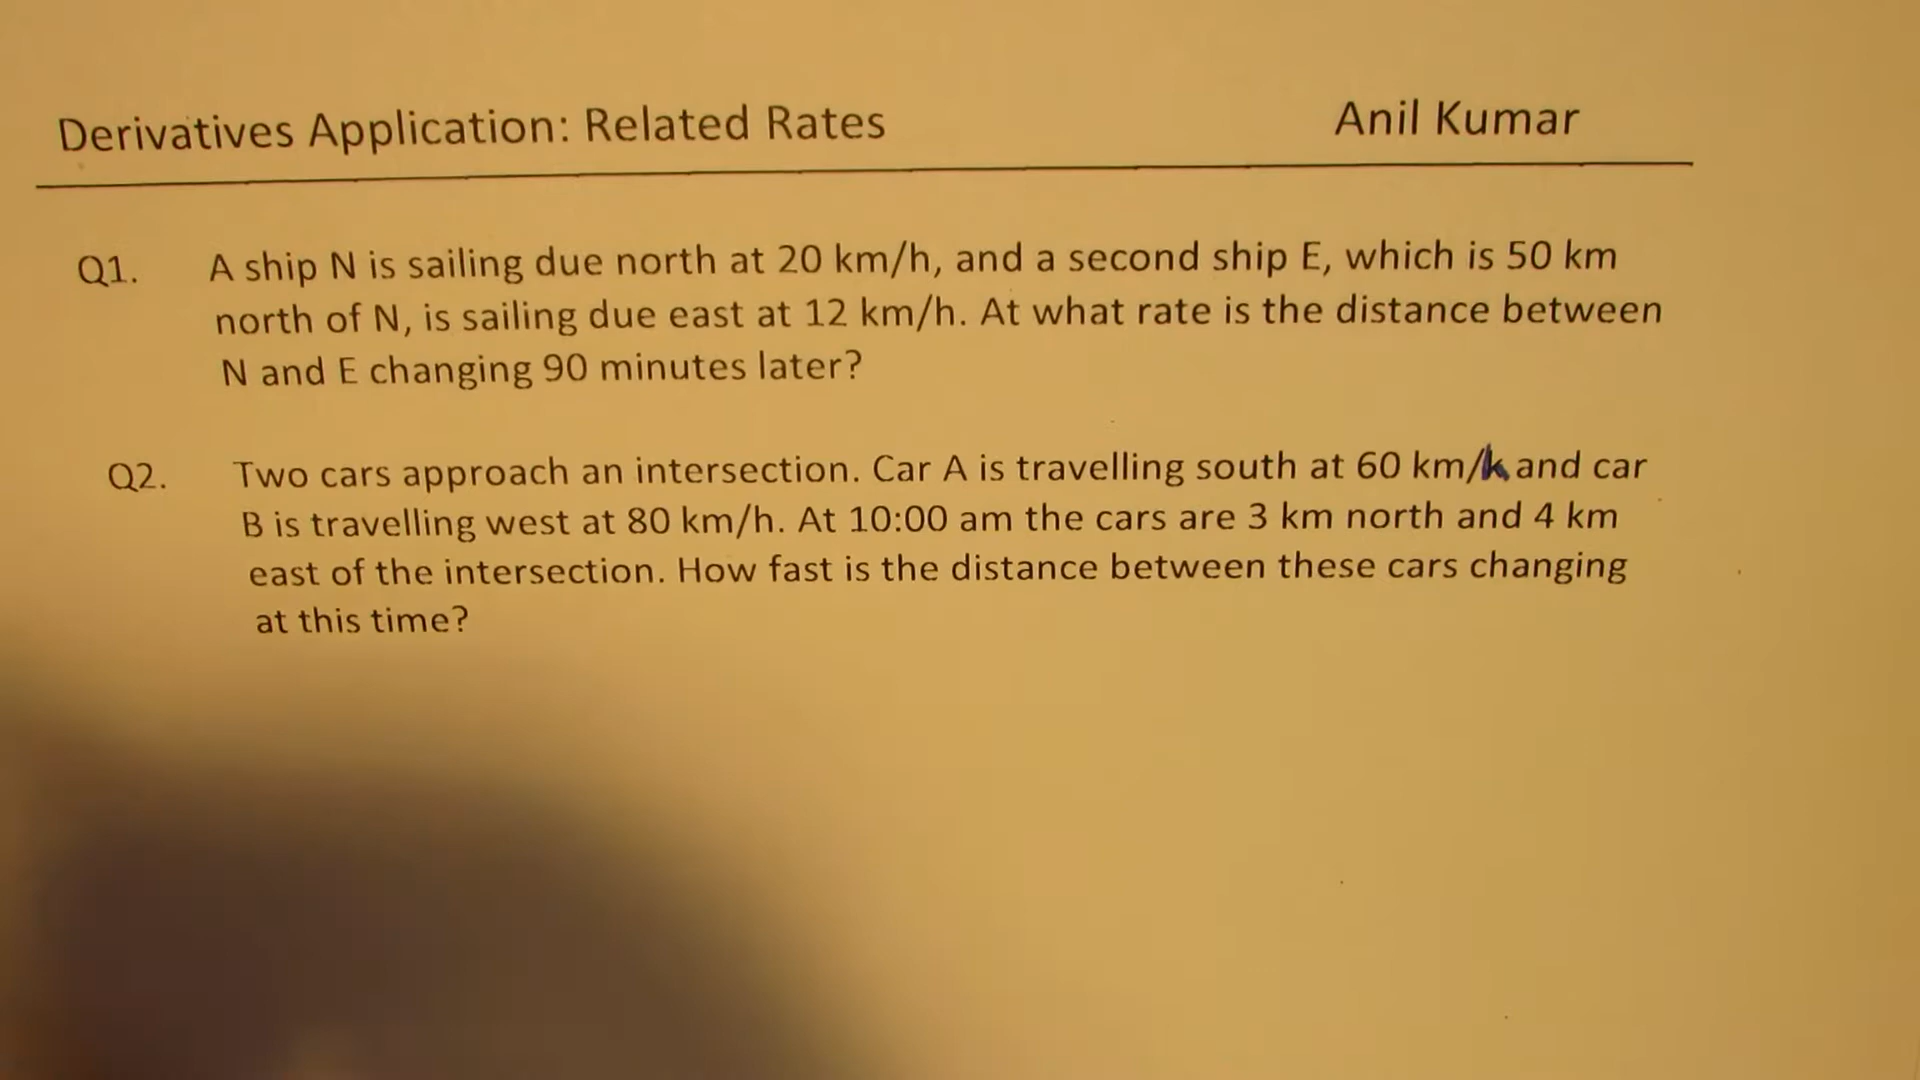 Derivatives Application: Related Rates Anil Kumar
Q1. A ship N is sailing due north at 20 km/h, and a second ship E, which is 50 km
north of N, is sailing due east at 12 km/h. At what rate is the distance between
N and E changing 90 minutes later?
Q2. Two cars approach an intersection. Car A is travelling south at 60 km/h and car
B is travelling west at 80 km/h. At 10:00 am the cars are 3 km north and 4 km
east of the intersection. How fast is the distance between these cars changing
at this time?